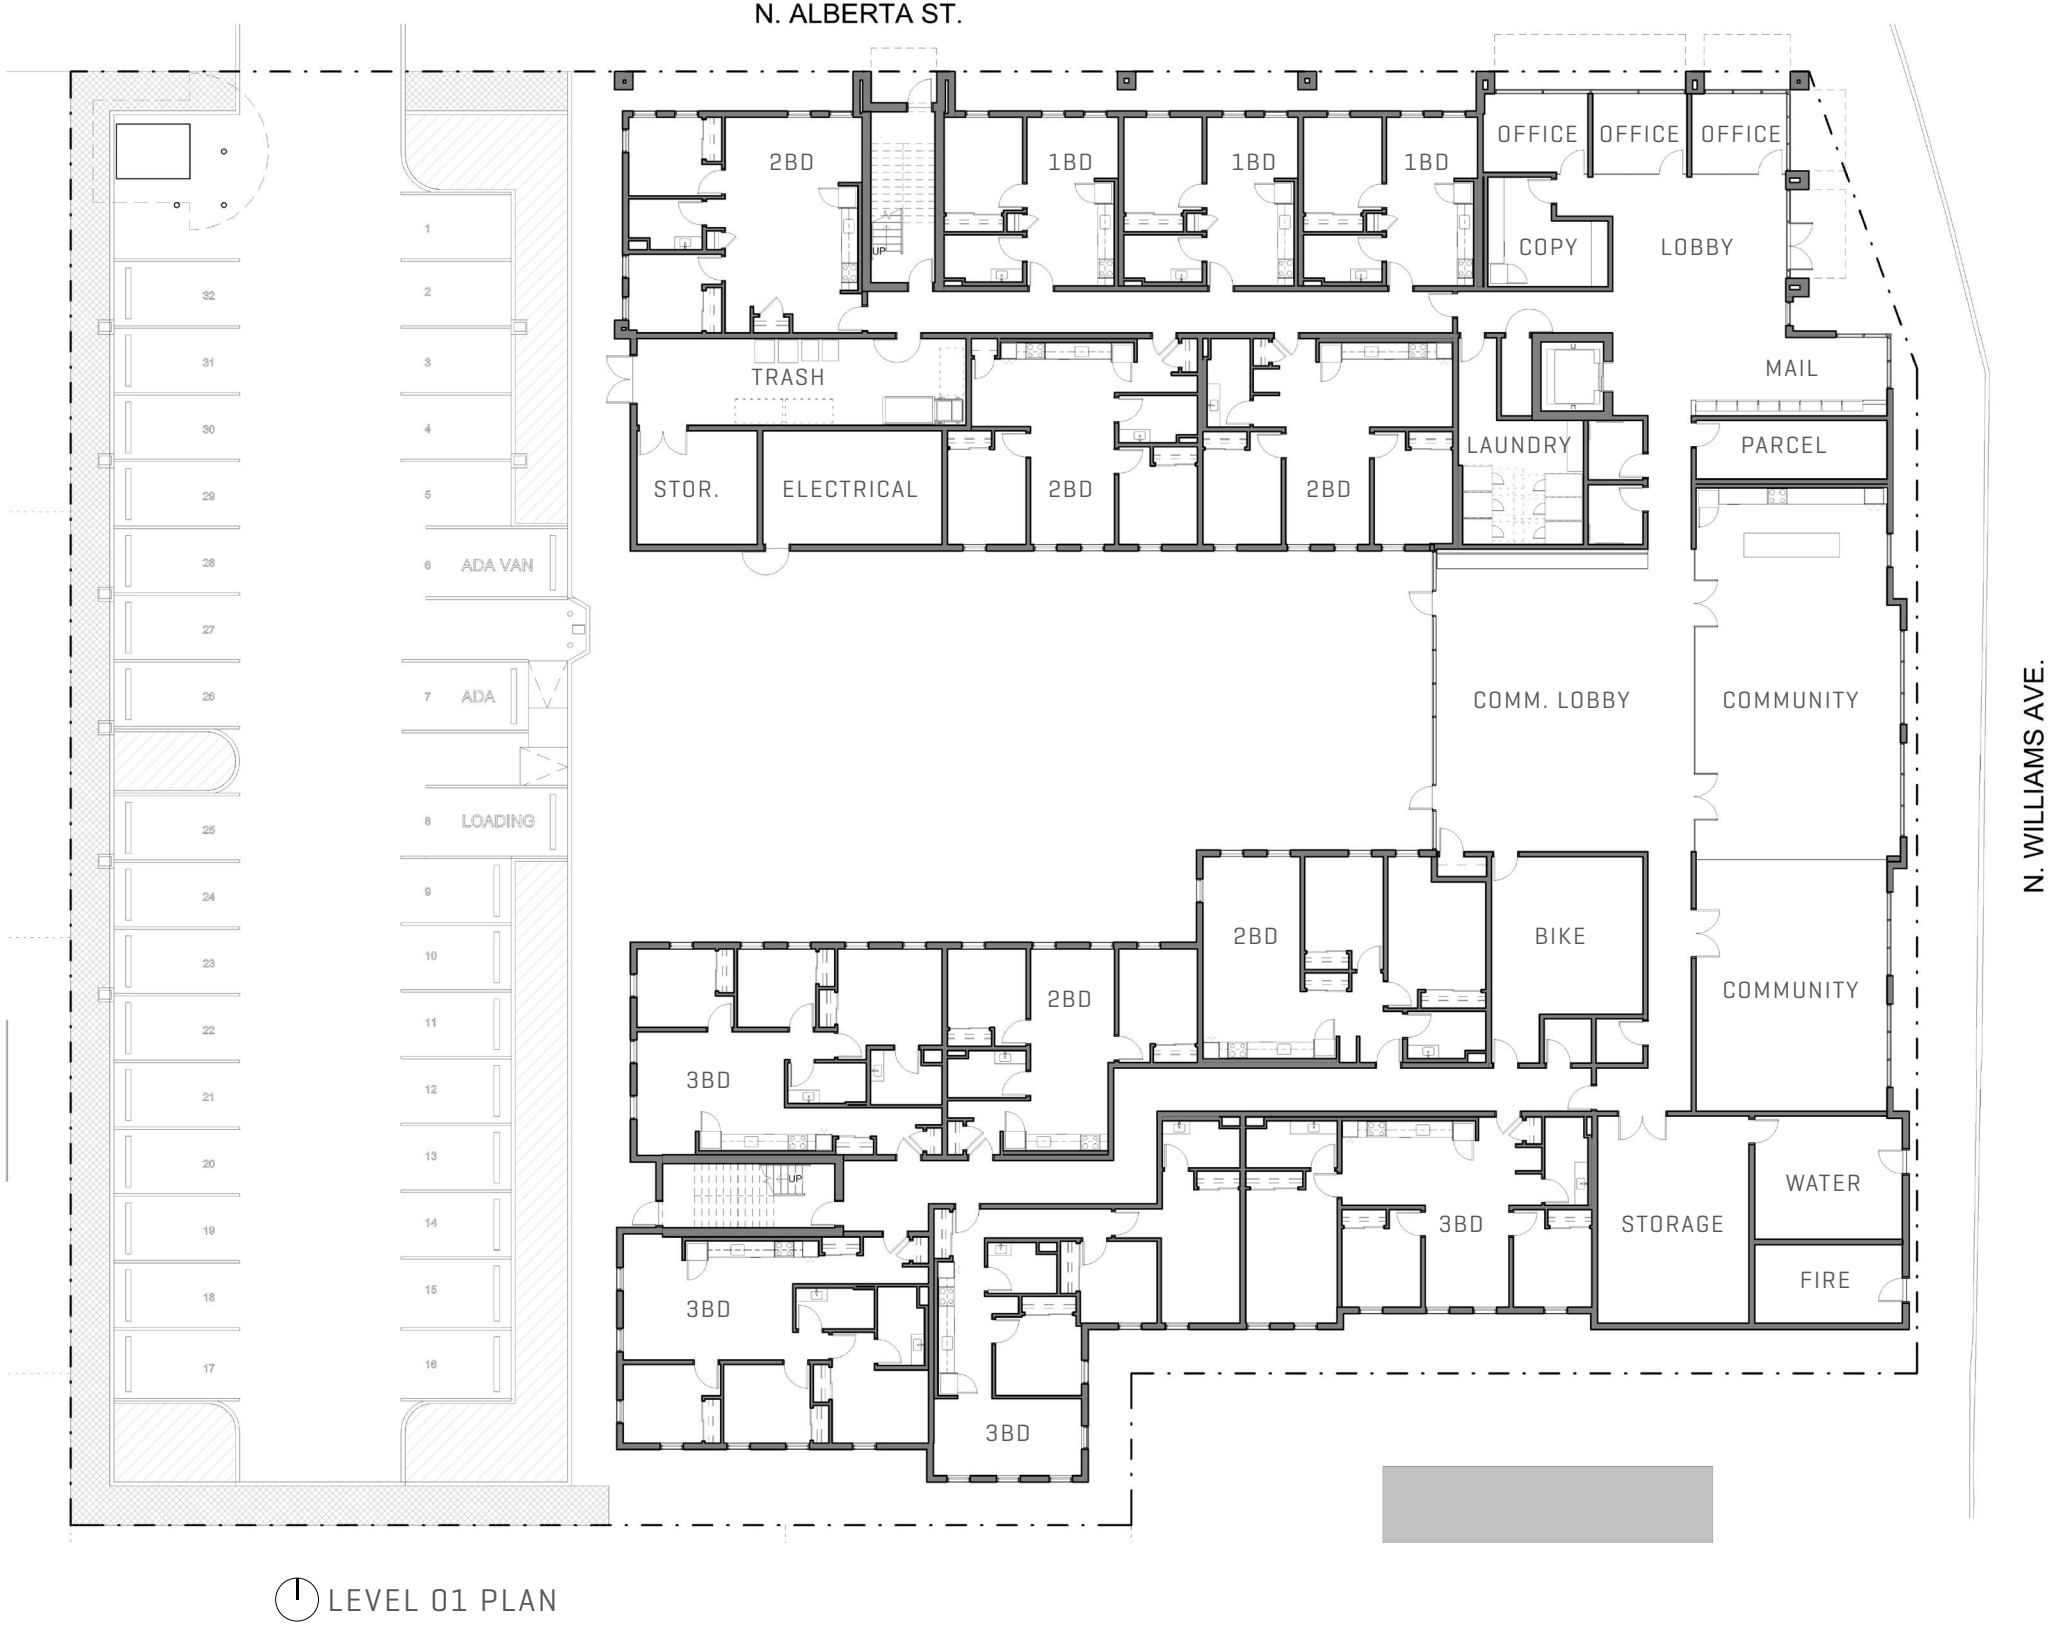 N. ALBERTA ST.
2BD
1BD
1BD
1BD
OFFICE
OFFICE
OFFICE
UP
COPY
LOBBY
TRASH
MAIL
LAUNDRY
PARCEL
STOR.
ELECTRICAL
2BD
2BD
COMM. LOBBY
COMMUNITY
N. WILLIAMS AVE.
2BD
BIKE
COMMUNITY
2BD
3BD
UP
WATER
STORAGE
3BD
FIRE
3BD
3BD
1
2
3
4
5
6 ADA VAN
7 ADA
8 LOADING
9
10
11
12
13
14
15
16
32
31
30
29
28
27
26
25
24
23
22
21
20
19
18
17
LEVEL 01 PLAN